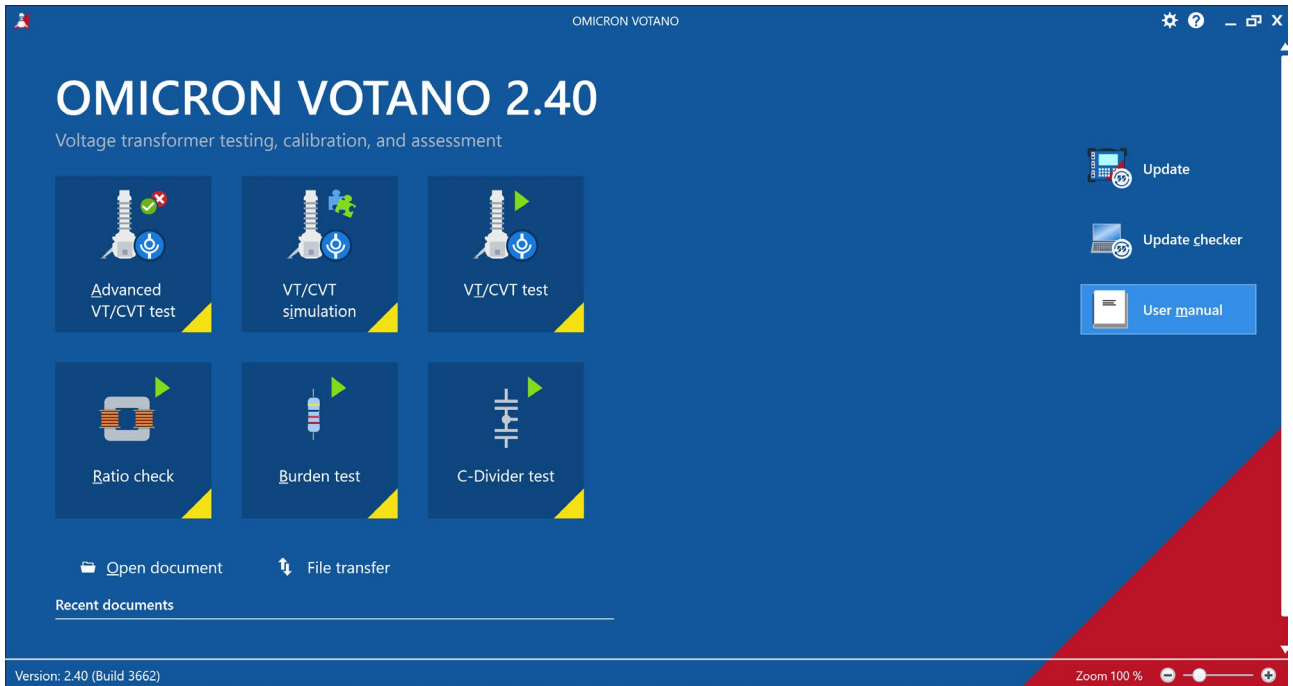 OMICRON VOTANO
OMICRON VOTANO 2.40
Voltage transformer testing, calibration, and assessment
Advanced
VT/CVT test
VT/CVT
simulation
VT/CVT test
Update
Update checker
User manual
Ratio check
Burden test
C-Divider test
Open document
File transfer
Recent documents
Version: 2.40 (Build 3662)
Zoom 100 %